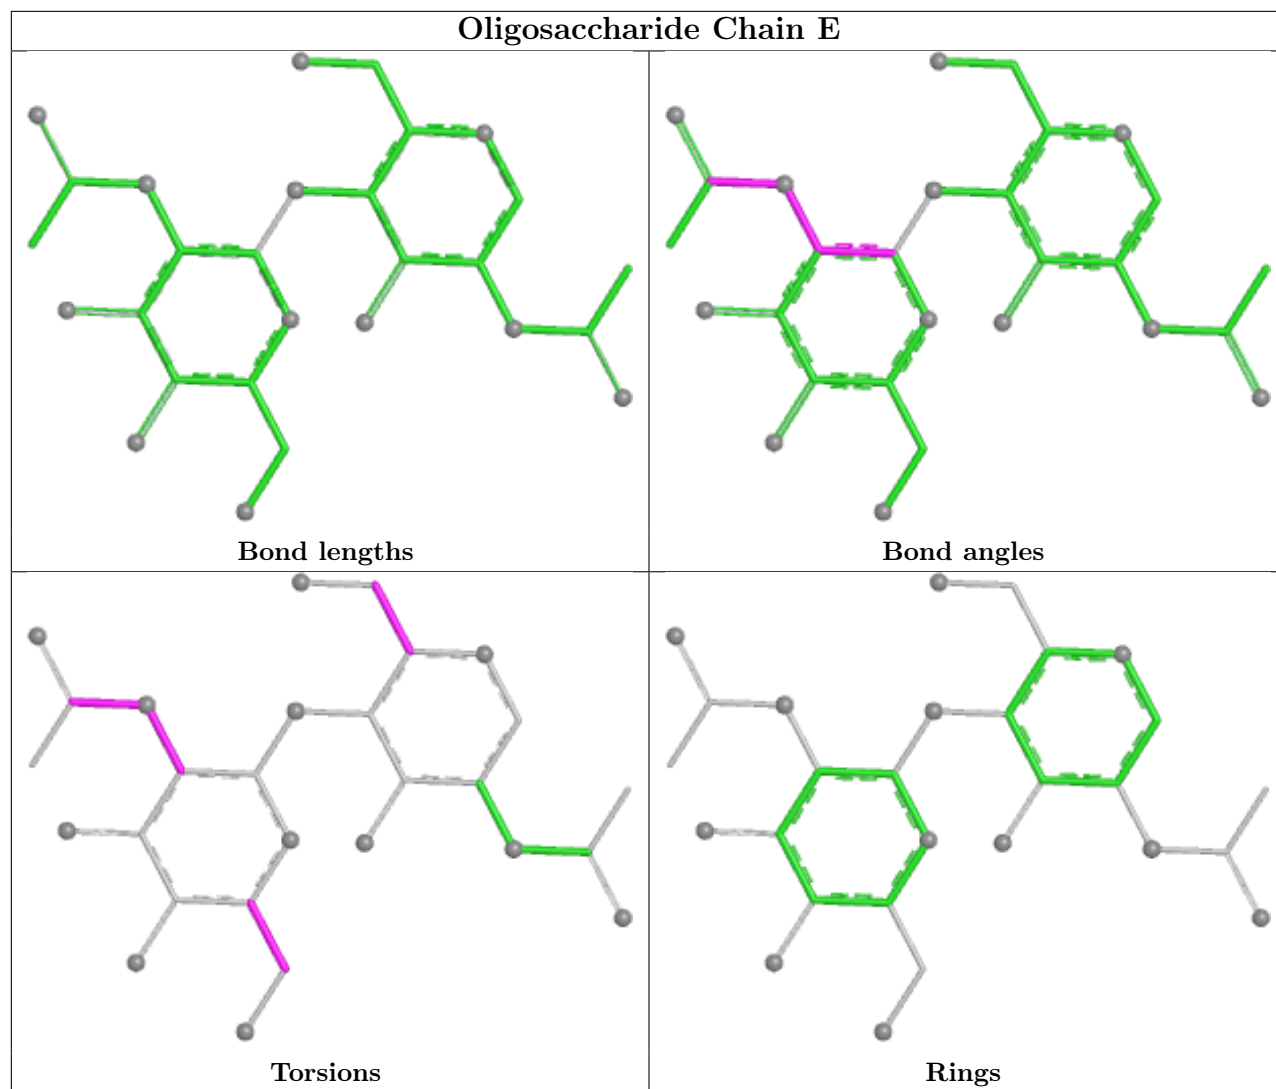 Oligosaccharide Chain E
Bond lengths
Bond angles
Torsions
Rings